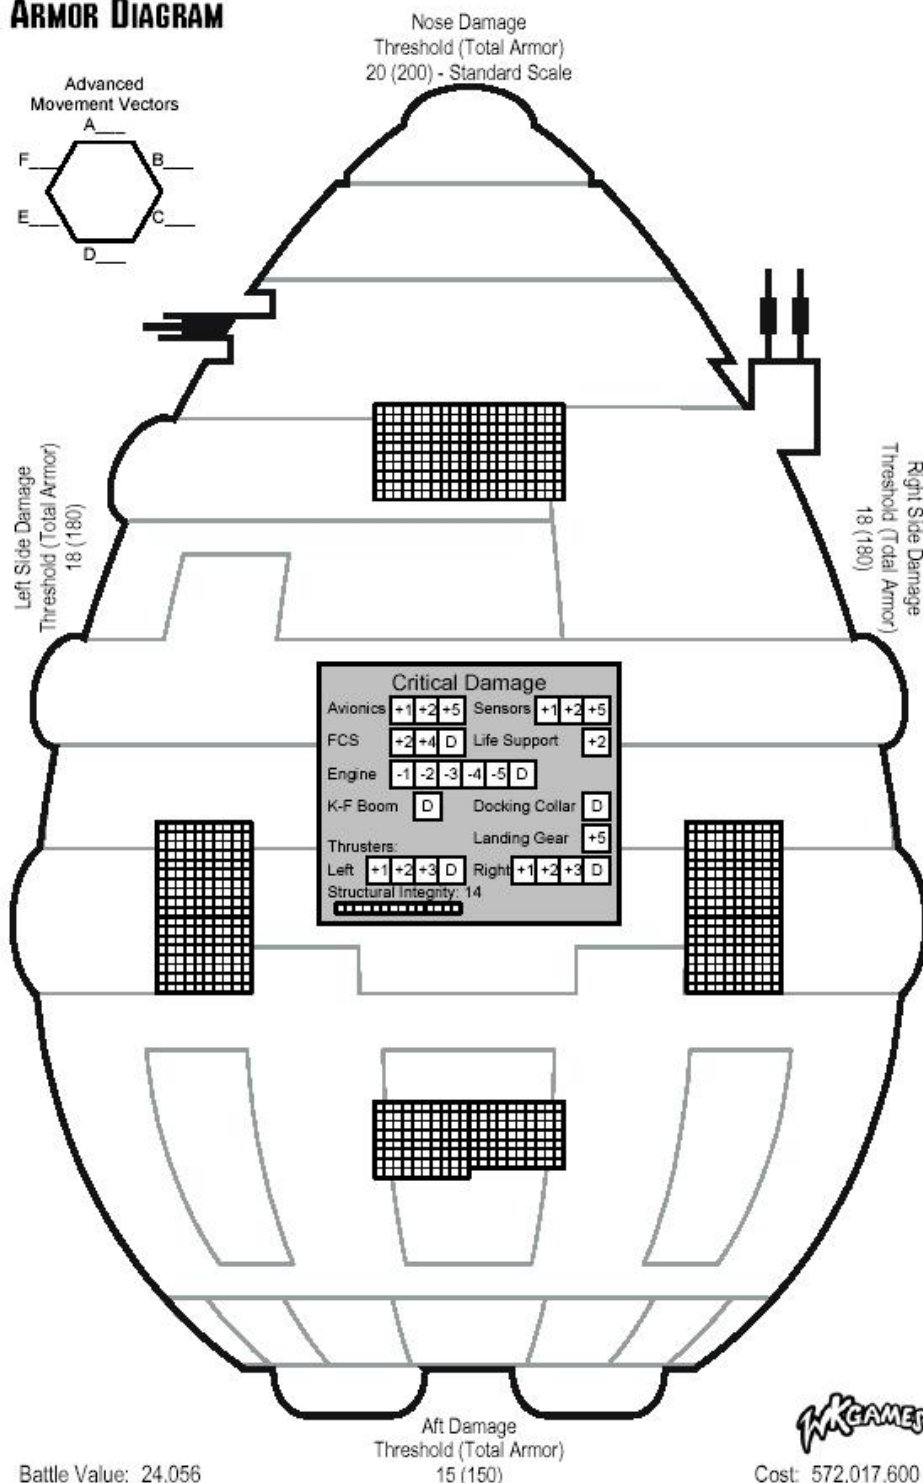 ARMOR DIAGRAM
Nose Damage
Threshold (Total Armor)
20 (200) - Standard Scale
Advanced
Movement Vectors
A___
F___ B___
E___ C___
D___
Left Side Damage
Threshold (Total Armor)
18 (180)
Right Side Damage
Threshold (Total Armor)
18 (180)
Critical Damage
Avionics +1 +2 +5 Sensors +1 +2 +5
FCS +2 +4 D Life Support +2
Engine -1 -2 -3 -4 -5 D
K-F Boom D Docking Collar D
Landing Gear +5
Thrusters:
Left +1 +2 +3 D Right +1 +2 +3 D
Structural Integrity: 14
Aft Damage
Threshold (Total Armor)
15 (150)
WKGAMES
Battle Value: 24.056
Cost: 572.017.600